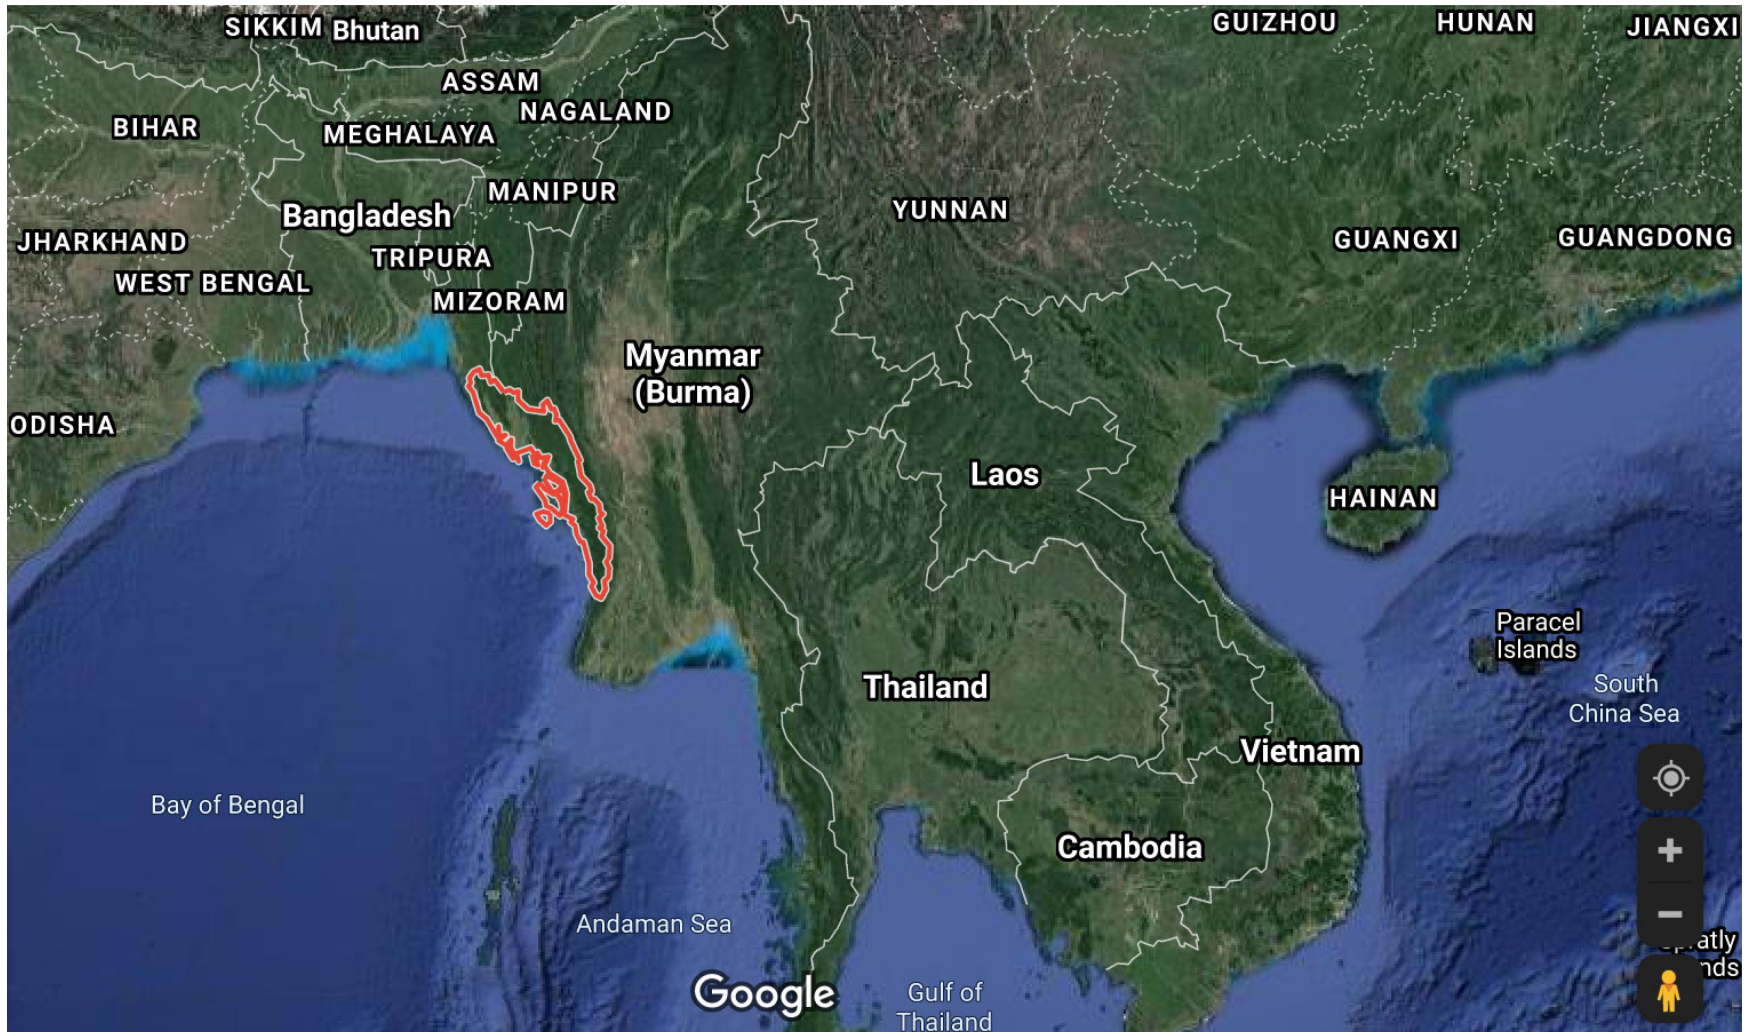 SIKKIM
Bhutan
GUIZHOU
HUNAN
JIANGXI
ASSAM
NAGALAND
BIHAR
MEGHALAYA
MANIPUR
YUNNAN
Bangladesh
JHARKHAND
TRIPURA
GUANGXI
GUANGDONG
WEST BENGAL
MIZORAM
Myanmar
(Burma)
ODISHA
Laos
HAINAN
Paracel
Islands
Thailand
South
China Sea
Vietnam
Bay of Bengal
Cambodia
Andaman Sea
Google
Gulf of
Thailand